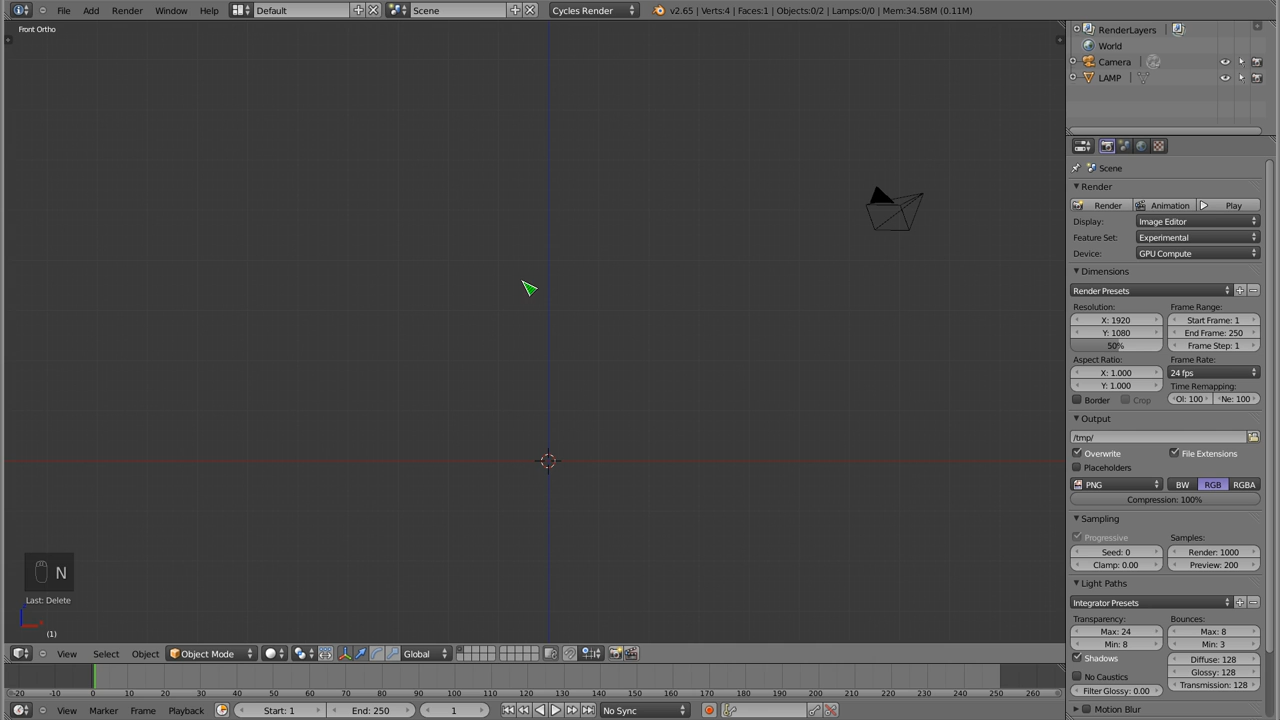 File Add Render Window Help Default Scene Cycles Render v2.65 | Verts:4 | Faces:1 | Objects:0/2 | Lamps:0/0 | Mem:34.58M (0.11M)
Front Ortho
RenderLayers |
World
Camera |
LAMP |
Scene
Render
Render Animation Play
Display: Image Editor
Feature Set: Experimental
Device: GPU Compute
Dimensions
Render Presets
Resolution: Frame Range:
X: 1920 Start Frame: 1
Y: 1080 End Frame: 250
50% Frame Step: 1
Aspect Ratio: Frame Rate:
X: 1.000 24 fps
Y: 1.000 Time Remapping:
Border Crop Ol: 100 Ne: 100
Output
/tmp/
Overwrite File Extensions
Placeholders
PNG BW RGB RGBA
Compression: 100%
Sampling
Progressive Samples:
Seed: 0 Render: 1000
Clamp: 0.00 Preview: 200
Light Paths
Integrator Presets
Transparency: Bounces:
Max: 24 Max: 8
Min: 8 Min: 3
Shadows Diffuse: 128
No Caustics Glossy: 128
Filter Glossy: 0.00 Transmission: 128
Motion Blur
N
Last: Delete
(1)
View Select Object Object Mode Global
-20 -10 0 10 20 30 40 50 60 70 80 90 100 110 120 130 140 150 160 170 180 190 200 210 220 230 240 250 260
View Marker Frame Playback Start: 1 End: 250 1 No Sync